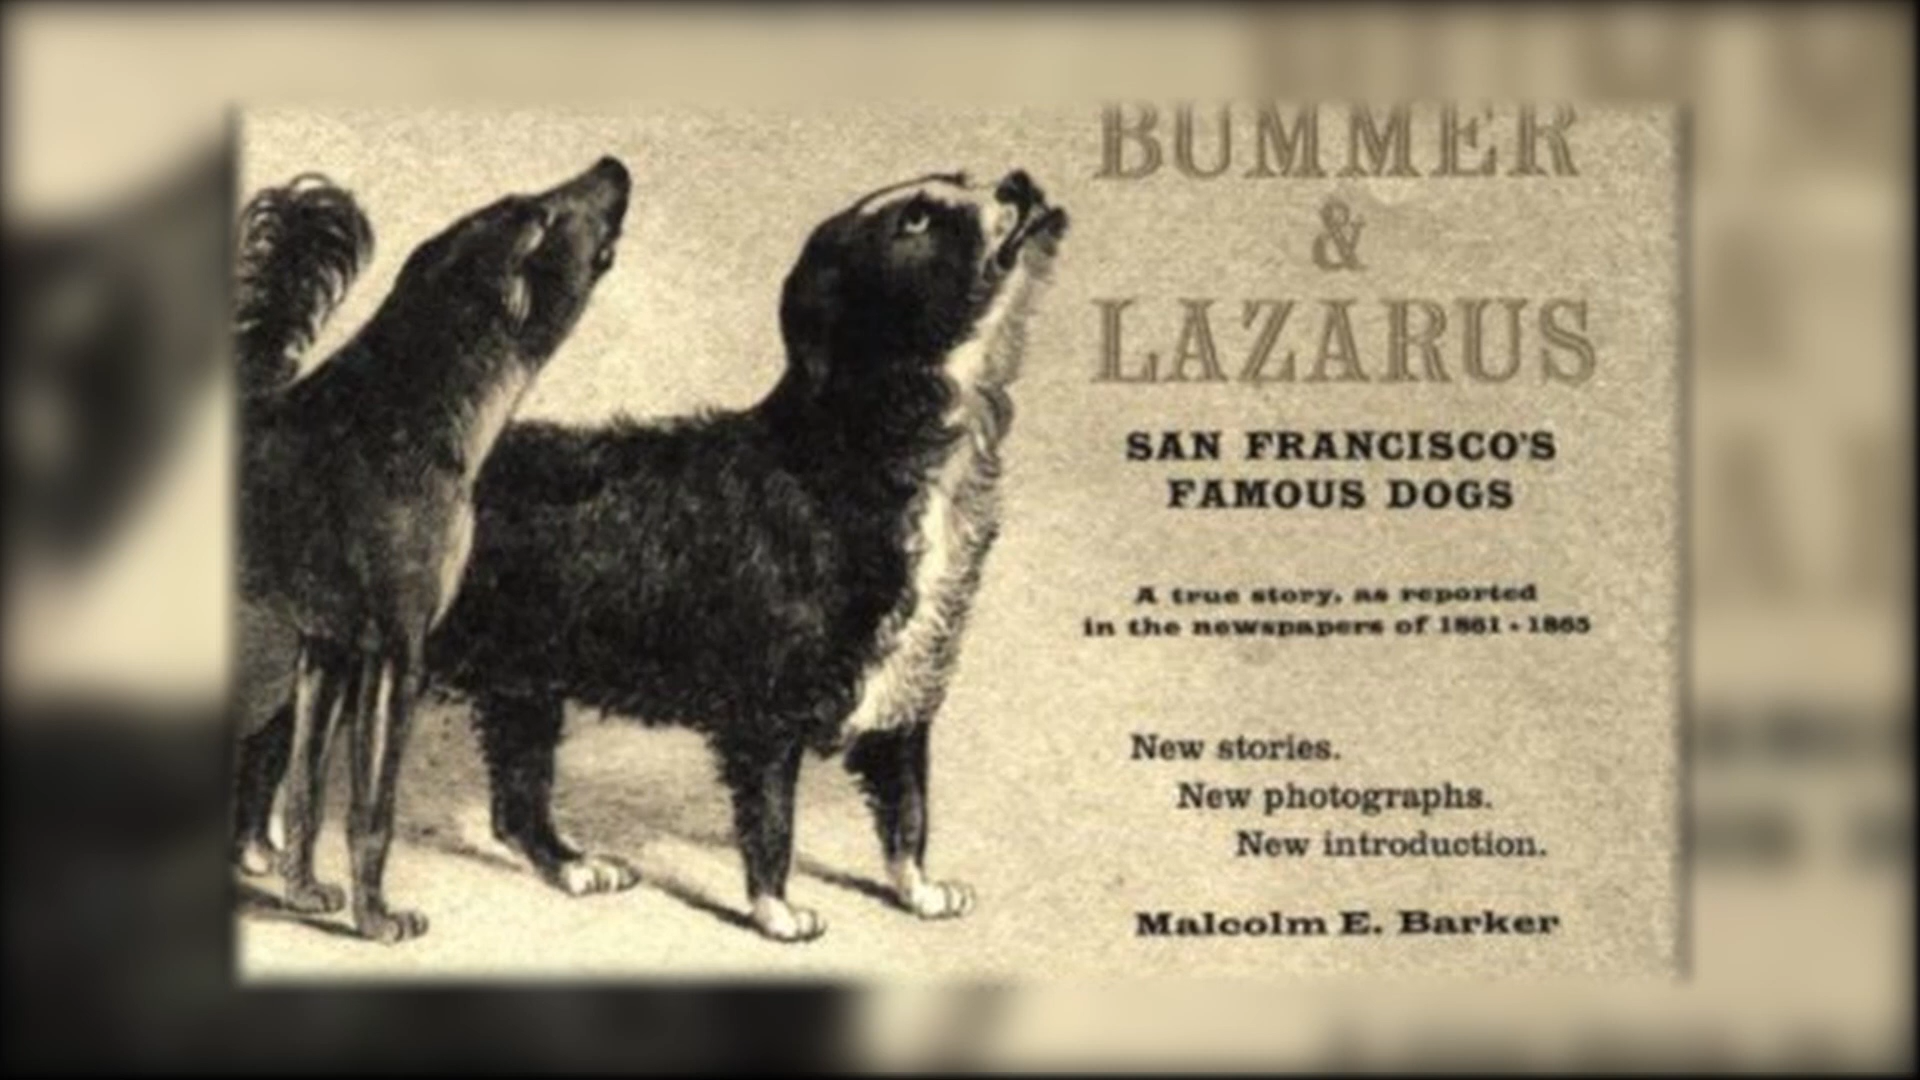 BUMMER
&
LAZARUS
SAN FRANCISCO'S
FAMOUS DOGS
A true story, as reported
in the newspapers of 1861 - 1865
New stories.
New photographs.
New introduction.
Malcolm E. Barker